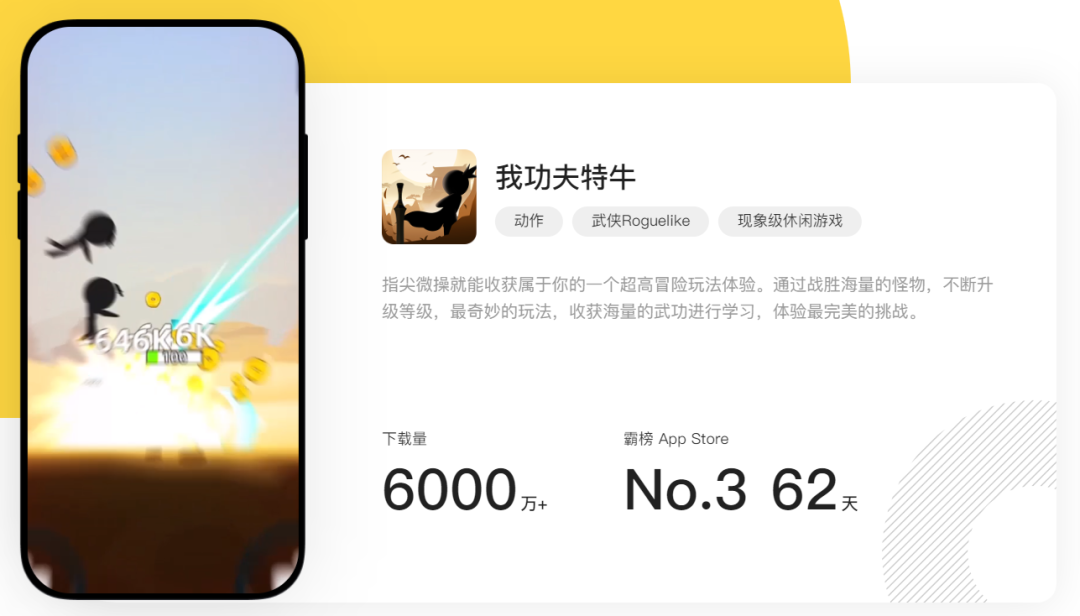 我功夫特牛
动作 武侠Roguelike 现象级休闲游戏
指尖微操就能收获属于你的一个超高冒险玩法体验。通过战胜海量的怪物，不断升
级等级，最奇妙的玩法，收获海量的武功进行学习，体验最完美的挑战。
-646K 6K
100
下载量 霸榜 App Store
6000万+ No.3 62天